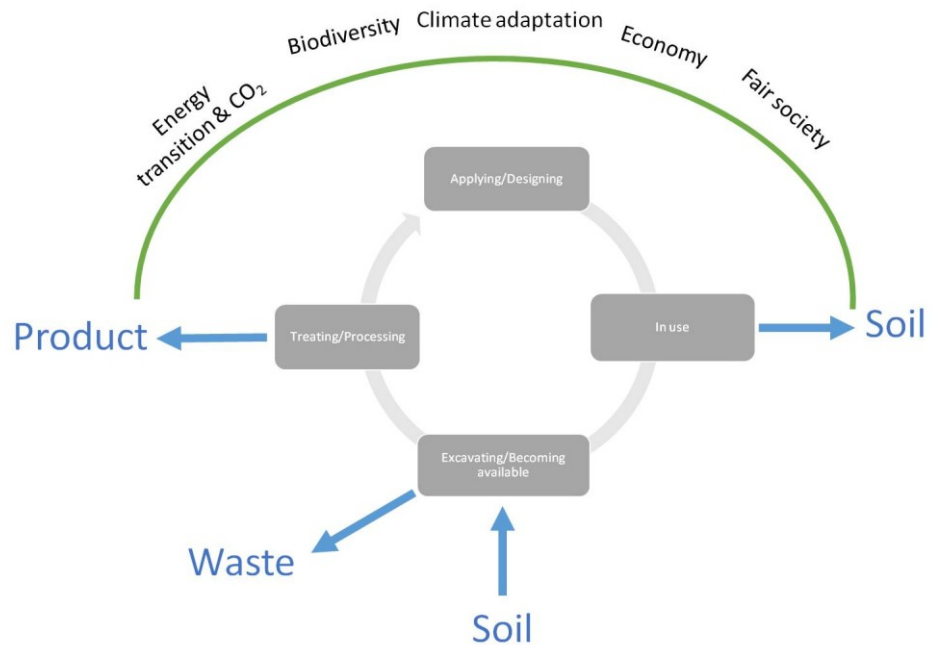 Climate adaptation
Biodiversity
Economy
Energy
transition & CO₂
Fair society
Applying/Designing
Product
Treating/Processing
In use
Soil
Excavating/Becoming
available
Waste
Soil